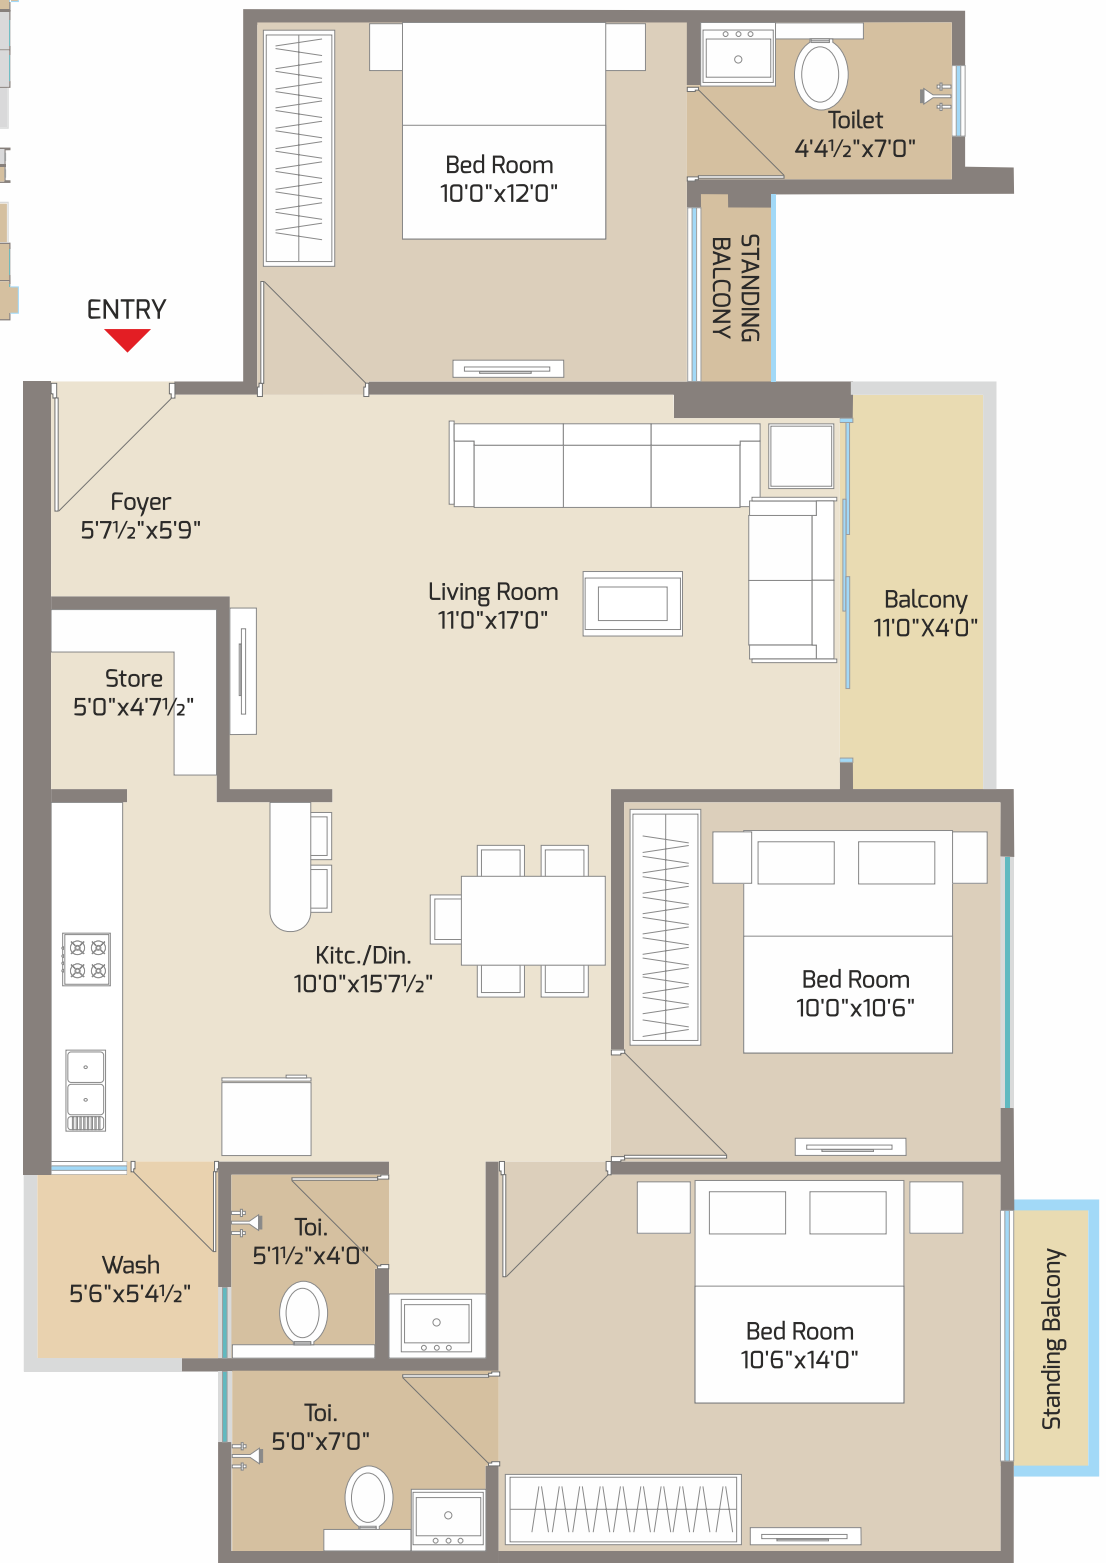 Toilet
4'4½"x7'0"
Bed Room
10'0"x12'0"
STANDING
BALCONY
ENTRY
Foyer
5'7½"x5'9"
Living Room
11'0"x17'0"
Balcony
11'0"X4'0"
Store
5'0"x4'7½"
Kitc./Din.
10'0"x15'7½"
Bed Room
10'0"x10'6"
Toi.
5'1½"x4'0"
Wash
5'6"x5'4½"
Bed Room
10'6"x14'0"
Standing Balcony
Toi.
5'0"x7'0"